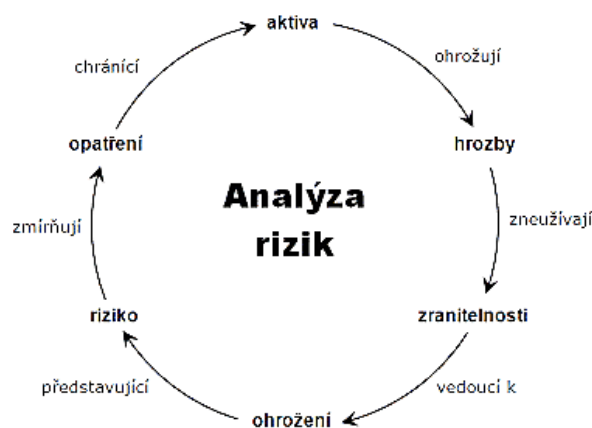 aktiva
ohrožují
hrozby
zneužívají
zranitelnosti
vedoucí k
ohrožení
představující
riziko
zmírňují
opatření
chránící
Analýza
rizik